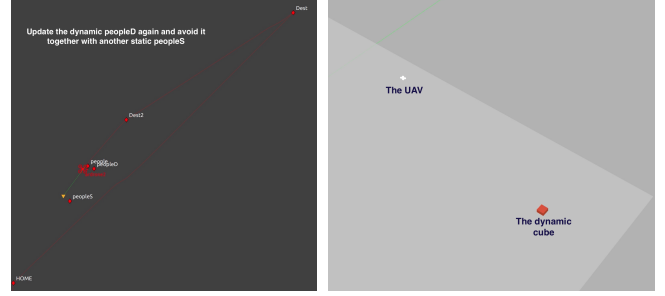 Dest
Update the dynamic peopleD again and avoid it
together with another static peopleS
Dest2
people
peopleD
peopleS
HOME
The UAV
The dynamic
cube